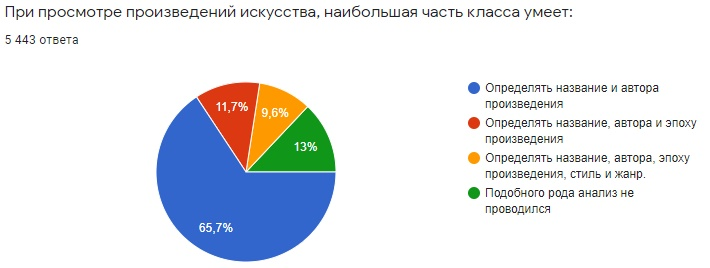 При просмотре произведений искусства, наибольшая часть класса умеет:
5 443 ответа
11,7%
9,6%
13%
65,7%
Определять название и автора
произведения
Определять название, автора и эпоху
произведения
Определять название, автора, эпоху
произведения, стиль и жанр.
Подобного рода анализ не
проводился